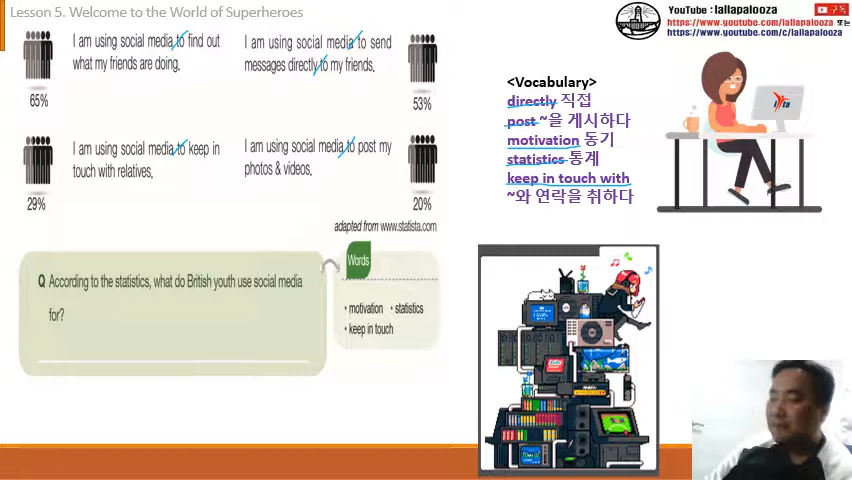 Lesson 5. Welcome to the World of Superheroes
YouTube : lallapalooza
구독
https://www.youtube.com/lallapalooza 또는
https://www.youtube.com/c/lallapalooza
I am using social media to find out
what my friends are doing.
65%
I am using social media to send
messages directly to my friends.
53%
I am using social media to keep in
touch with relatives.
29%
I am using social media to post my
photos & videos.
20%
adapted from www.statista.com
Q According to the statistics, what do British youth use social media
for?
Words
• motivation • statistics
• keep in touch
<Vocabulary>
directly 직접
post ~을 게시하다
motivation 동기
statistics 통계
keep in touch with
~와 연락을 취하다